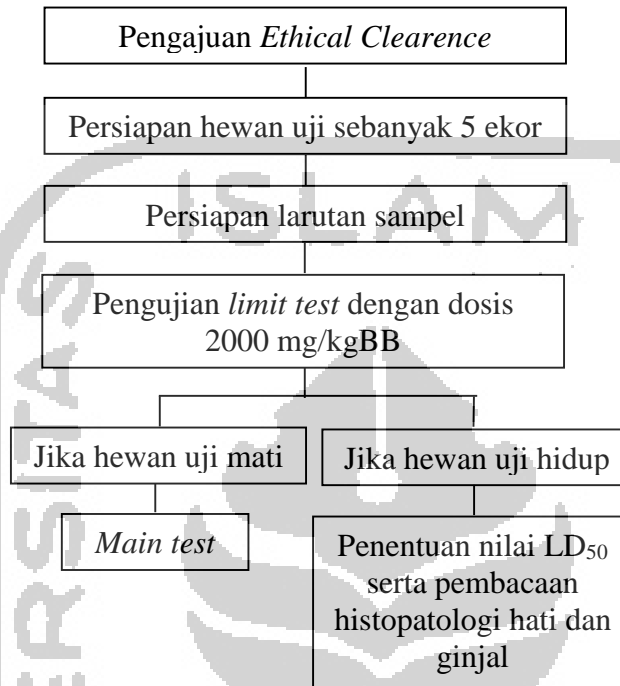 Pengajuan Ethical Clearence
Persiapan hewan uji sebanyak 5 ekor
ISLAM
Persiapan larutan sampel
Pengujian limit test dengan dosis
2000 mg/kgBB
Jika hewan uji mati
Jika hewan uji hidup
Main test
Penentuan nilai LD₅₀
serta pembacaan
histopatologi hati dan
ginjal
ERSITAS